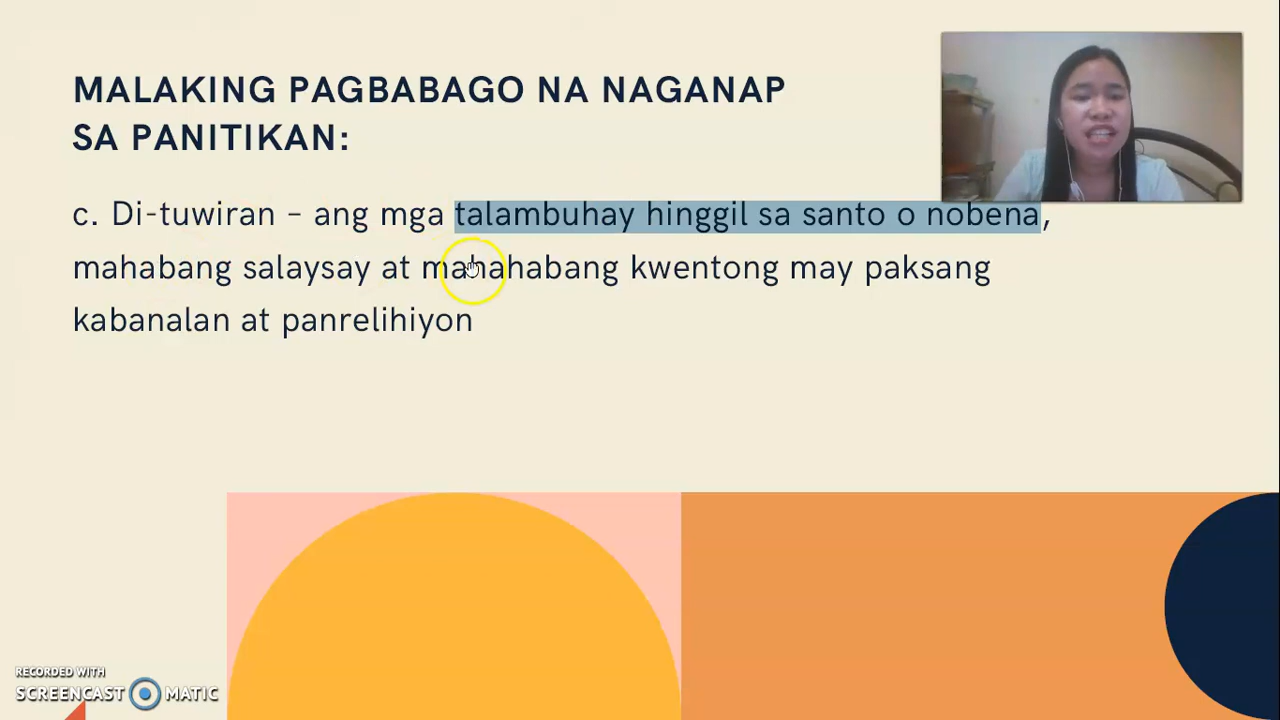 MALAKING PAGBABAGO NA NAGANAP
SA PANITIKAN:
c. Di-tuwiran – ang mga talambuhay hinggil sa santo o nobena,
mahabang salaysay at mahahabang kwentong may paksang
kabanalan at panrelihiyon
RECORDED WITH
SCREENCAST MATIC